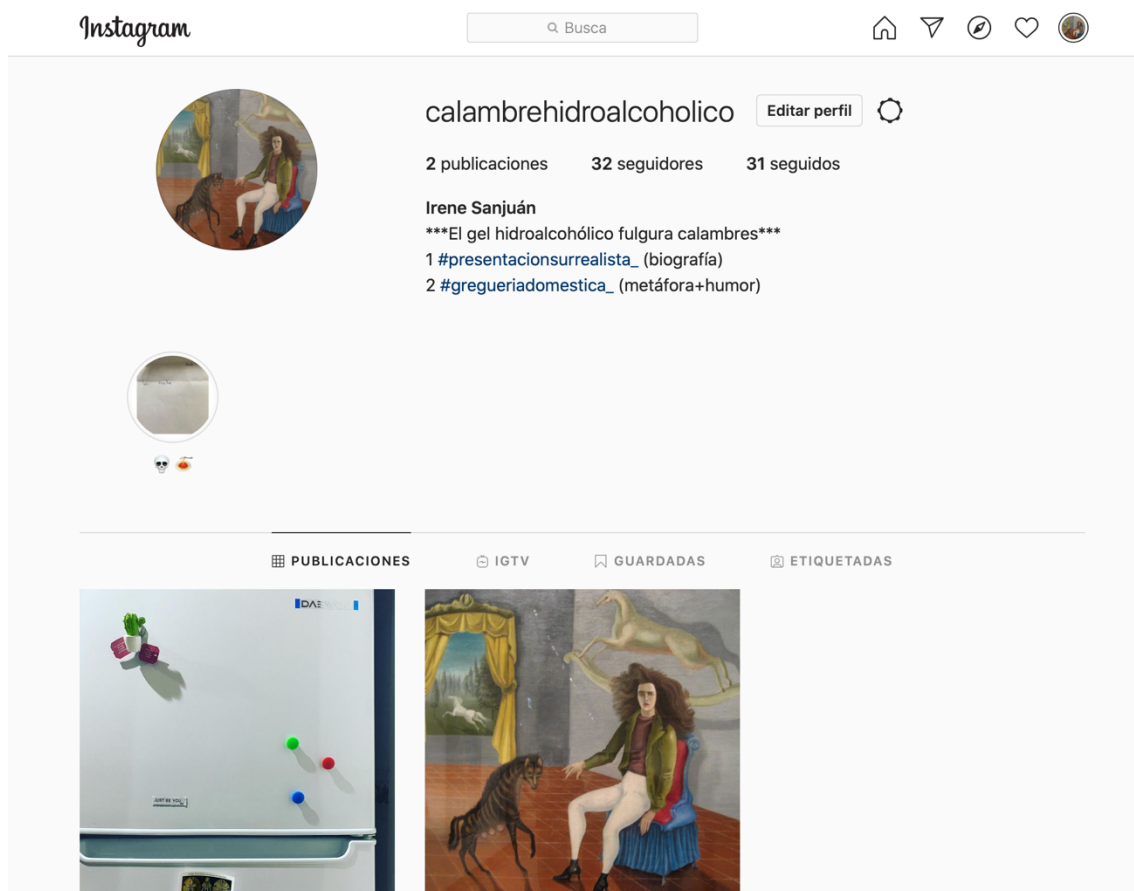 Instagram
Busca
calambrehidroalcoholico Editar perfil
2 publicaciones 32 seguidores 31 seguidos
Irene Sanjuán
***El gel hidroalcohólico fulgura calambres***
1 #presentacionsurrealista_ (biografía)
2 #gregueriadomestica_ (metáfora+humor)
PUBLICACIONES IGTV GUARDADAS ETIQUETADAS
JUST BE YOU